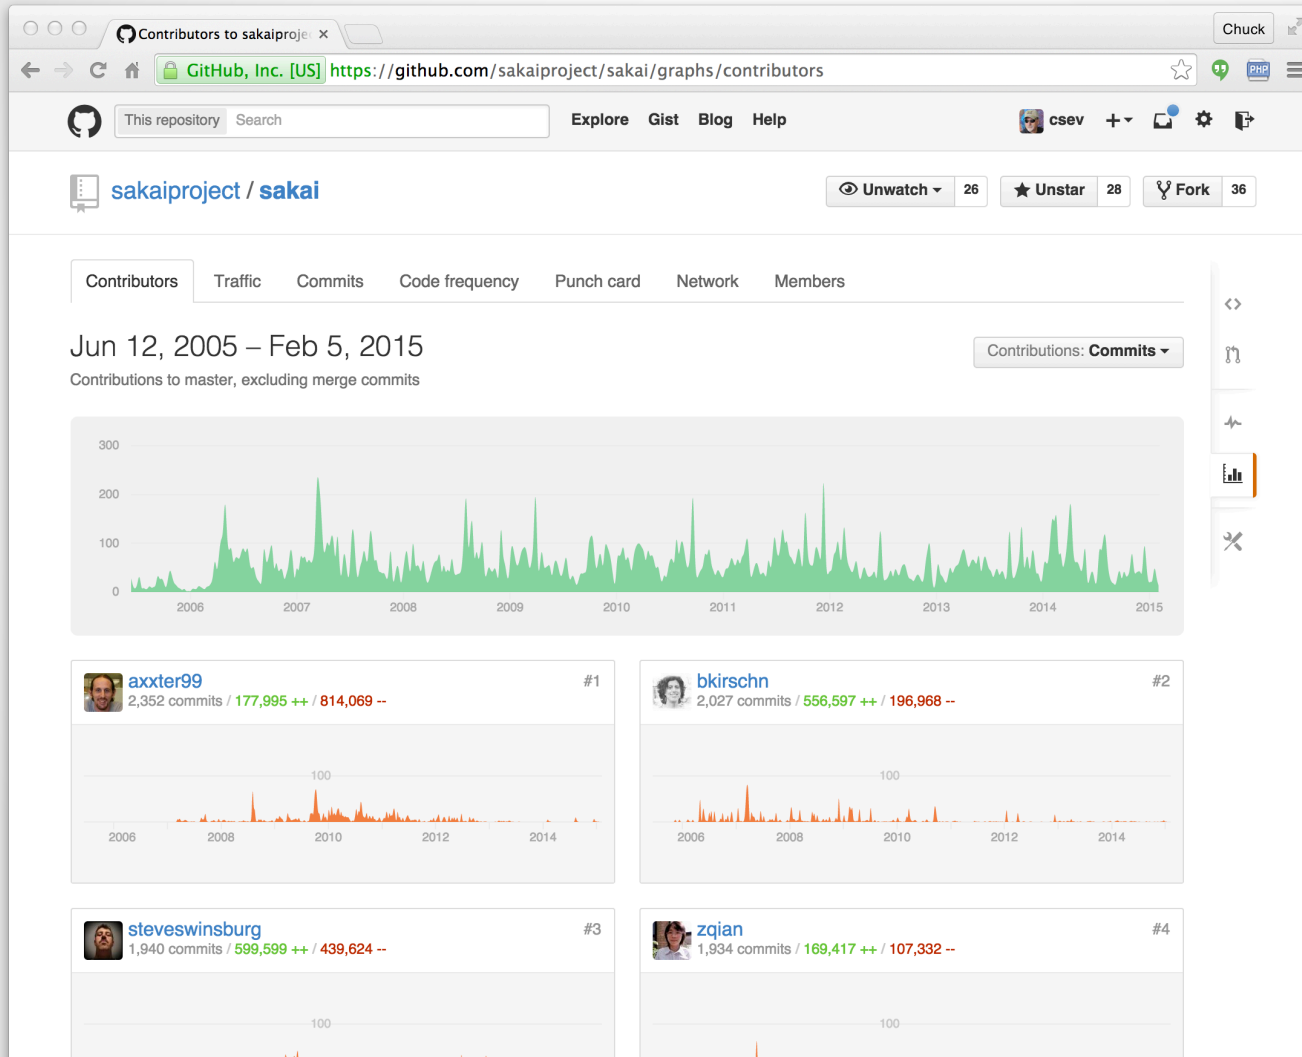 Contributors to sakaiproje
Chuck
GitHub, Inc. [US] https://github.com/sakaiproject/sakai/graphs/contributors
PHP
This repository Search Explore Gist Blog Help csev
sakaiproject / sakai Unwatch 26 Unstar 28 Fork 36
Contributors Traffic Commits Code frequency Punch card Network Members
Jun 12, 2005 – Feb 5, 2015
Contributions: Commits
Contributions to master, excluding merge commits
300
200
100
0
2006 2007 2008 2009 2010 2011 2012 2013 2014 2015
axxter99 #1
2,352 commits / 177,995 ++ / 814,069 --
100
2006 2008 2010 2012 2014
bkirschn #2
2,027 commits / 556,597 ++ / 196,968 --
100
2006 2008 2010 2012 2014
steveswinsburg #3
1,940 commits / 599,599 ++ / 439,624 --
100
zqian #4
1,934 commits / 169,417 ++ / 107,332 --
100